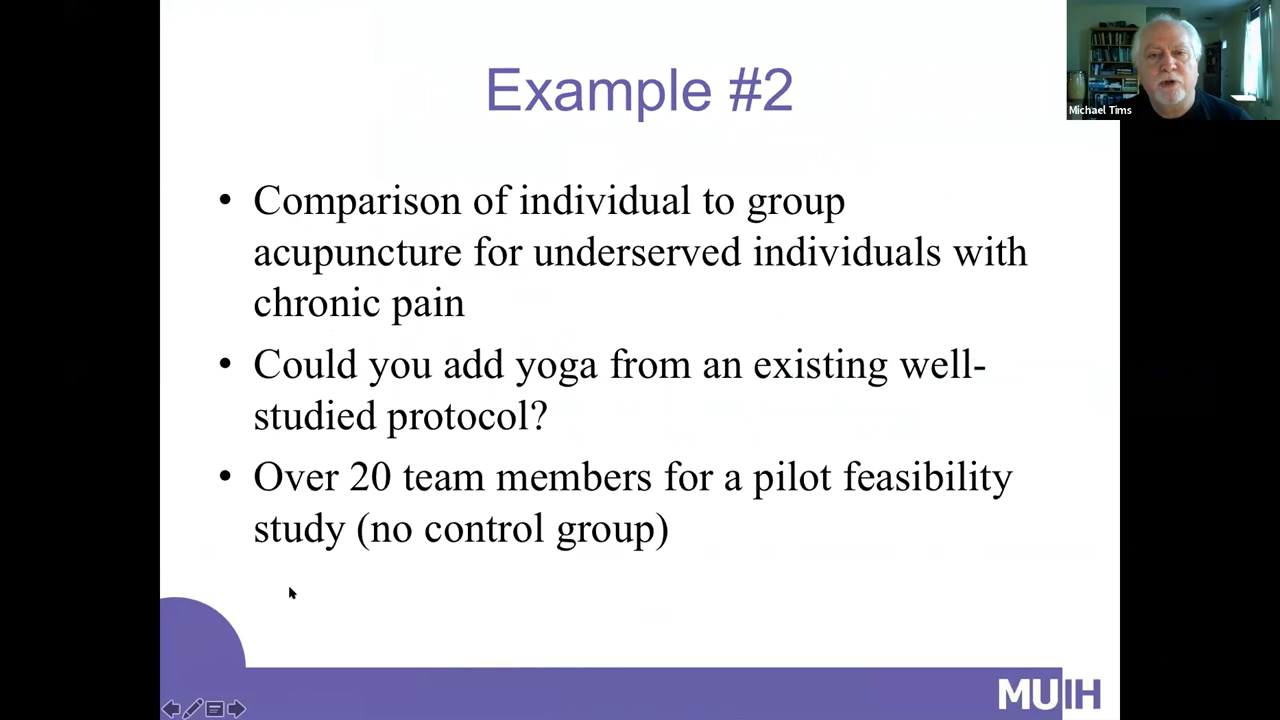 Example #2
Michael Tims
• Comparison of individual to group
acupuncture for underserved individuals with
chronic pain
• Could you add yoga from an existing well-
studied protocol?
• Over 20 team members for a pilot feasibility
study (no control group)
MUIH